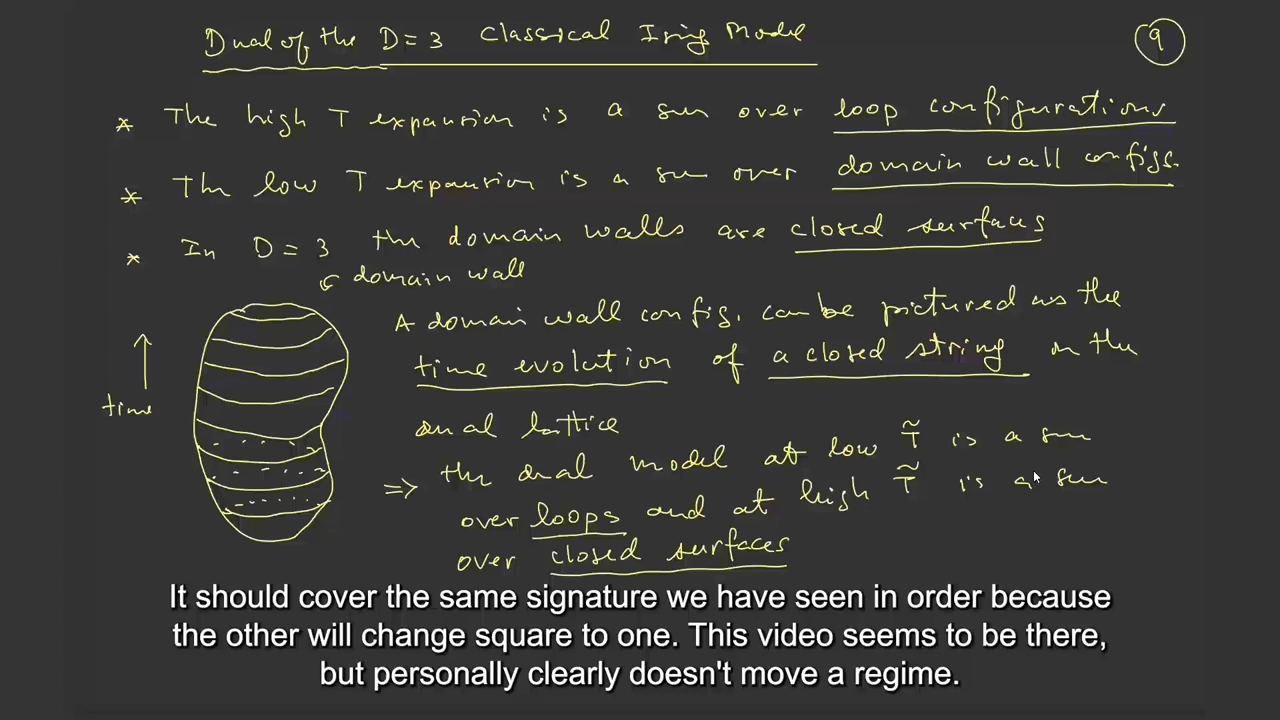 Dual of the D=3 Classical Ising Model
9
* The high T expansion is a sum over loop configurations
* The low T expansion is a sum over domain wall configs.
* In D=3 the domain walls are closed surfaces
domain wall
A domain wall config. can be pictured as the
time evolution of a closed string on the
time
dual lattice
⇒ the dual model at low T̃ is a sum
over loops and at high T̃ is a sum
over closed surfaces
It should cover the same signature we have seen in order because
the other will change square to one. This video seems to be there,
but personally clearly doesn't move a regime.